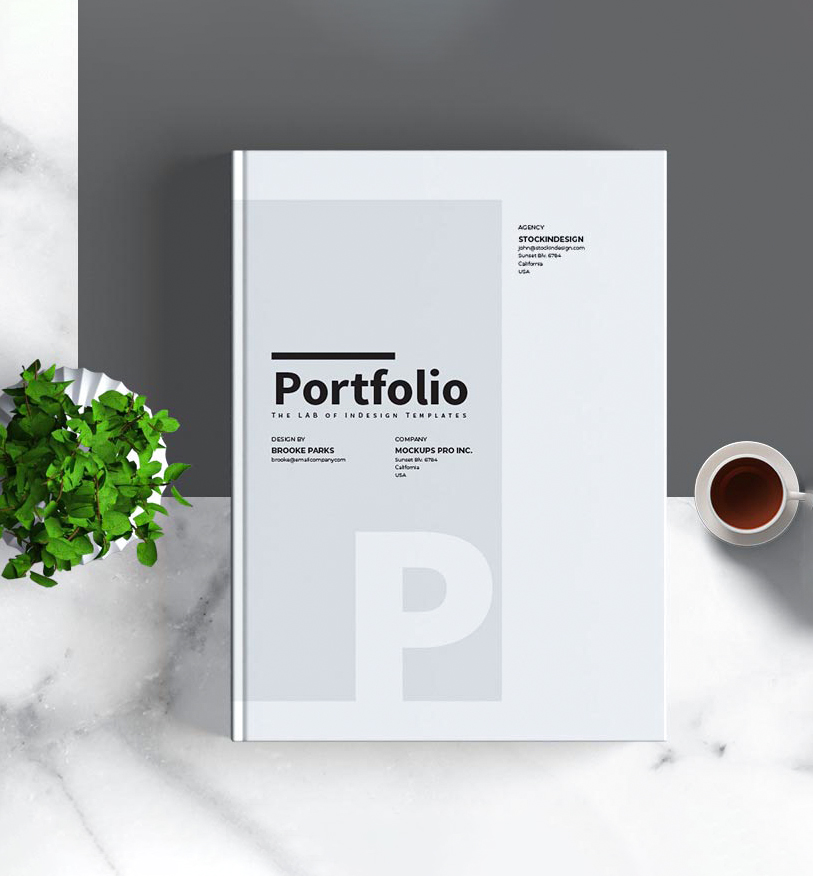 AGENCY
STOCKINDESIGN
john@stockindesign.com
Sunset Blv. 6784
California
USA
Portfolio
THE LAB OF INDESIGN TEMPLATES
DESIGN BY
BROOKE PARKS
brooke@emailcompany.com
COMPANY
MOCKUPS PRO INC.
Sunset Blv. 6784
California
USA
P